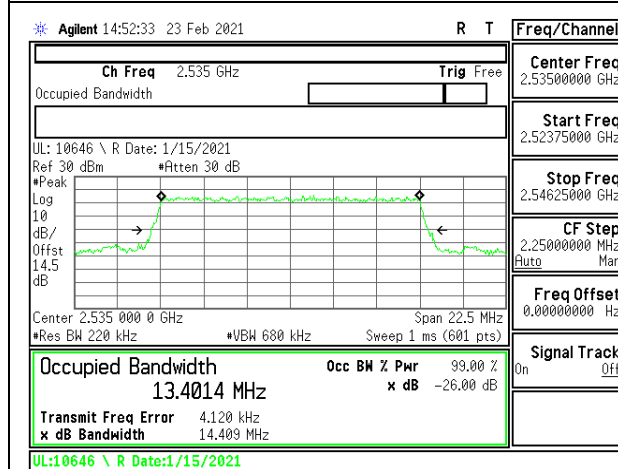 Agilent 14:52:33 23 Feb 2021 R T
Ch Freq 2.535 GHz Trig Free
Occupied Bandwidth
UL: 10646 \ R Date: 1/15/2021
Ref 30 dBm #Atten 30 dB
#Peak
Log
10
dB/
Offst
14.5
dB
Center 2.535 000 0 GHz Span 22.5 MHz
#Res BW 220 kHz #VBW 680 kHz Sweep 1 ms (601 pts)
Occupied Bandwidth Occ BW % Pwr 99.00 %
13.4014 MHz x dB -26.00 dB
Transmit Freq Error 4.120 kHz
x dB Bandwidth 14.409 MHz
UL:10646 \ R Date:1/15/2021
Freq/Channel
Center Freq
2.53500000 GHz
Start Freq
2.52375000 GHz
Stop Freq
2.54625000 GHz
CF Step
2.25000000 MHz
Auto Man
Freq Offset
0.00000000 Hz
Signal Track
On Off